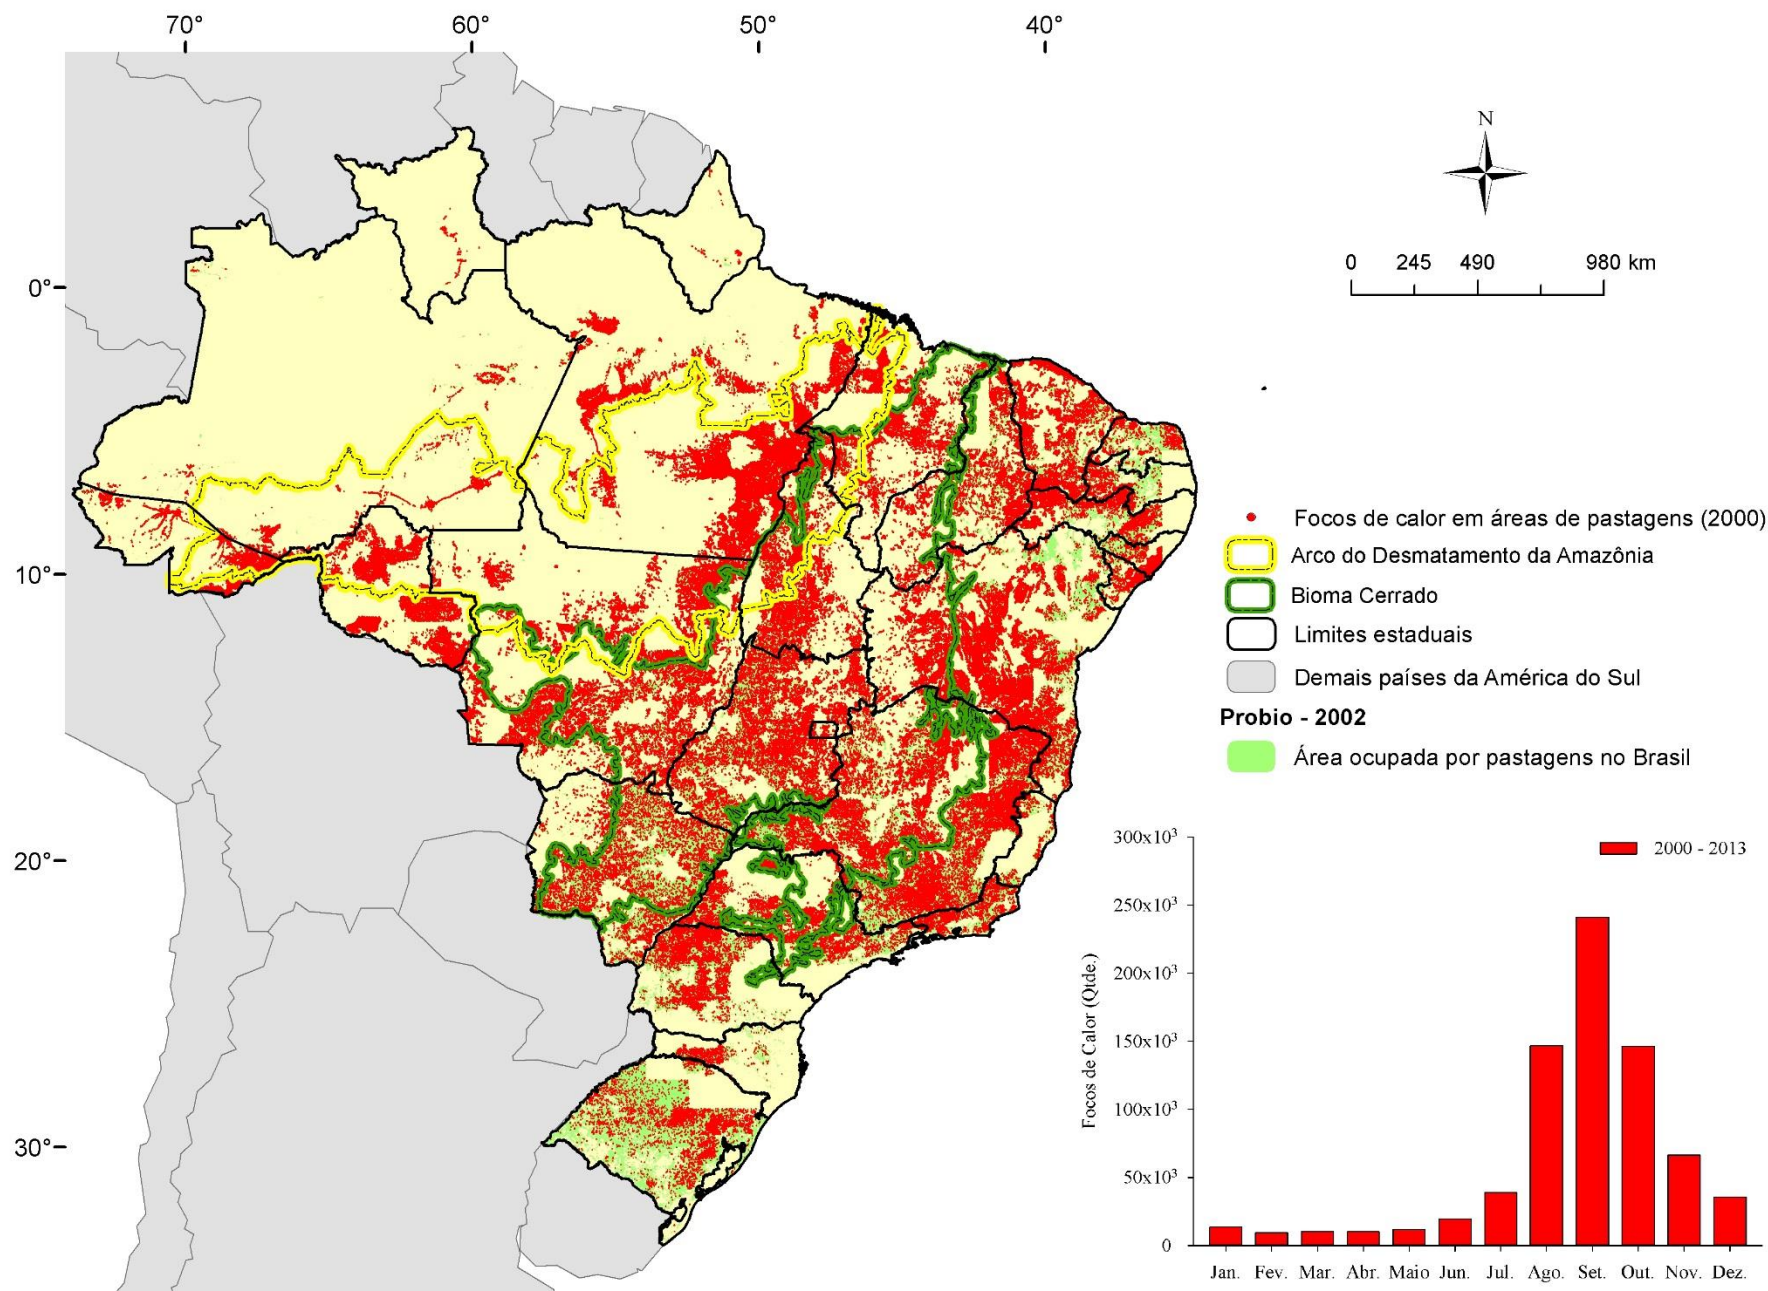 70° 60° 50° 40°
N
0 245 490 980 km
0°
10°
20°
30°
Focos de calor em áreas de pastagens (2000)
Arco do Desmatamento da Amazônia
Bioma Cerrado
Limites estaduais
Demais países da América do Sul
Probio - 2002
Área ocupada por pastagens no Brasil
300x10³
250x10³
200x10³
150x10³
100x10³
50x10³
0
Focos de Calor (Qtde.)
2000 - 2013
Jan. Fev. Mar. Abr. Maio Jun. Jul. Ago. Set. Out. Nov. Dez.